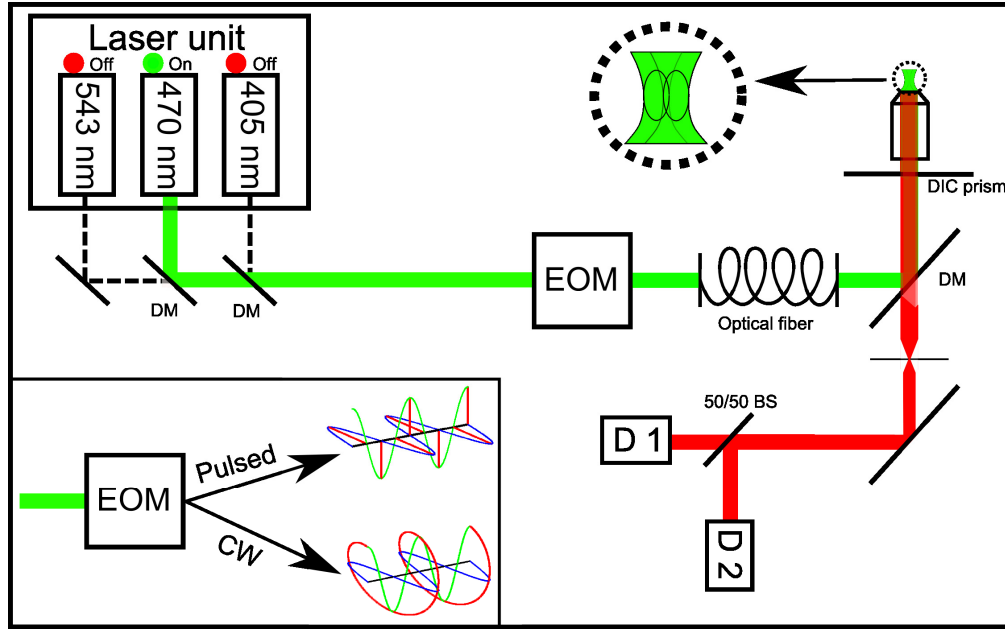 Laser unit
Off
On
Off
543 nm
470 nm
405 nm
DM
DM
EOM
Optical fiber
DIC prism
DM
50/50 BS
D 1
D 2
EOM
Pulsed
CW